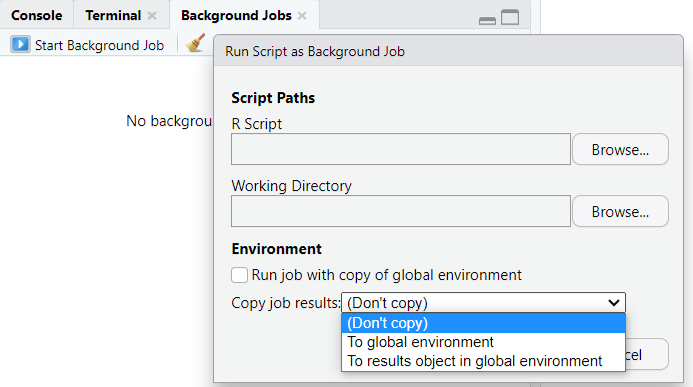 Console Terminal Background Jobs
Start Background Job
Run Script as Background Job
No
Script Paths
R Script
Browse...
Working Directory
Browse...
Environment
Run job with copy of global environment
Copy job results: (Don't copy)
(Don't copy)
To global environment
To results object in global environment